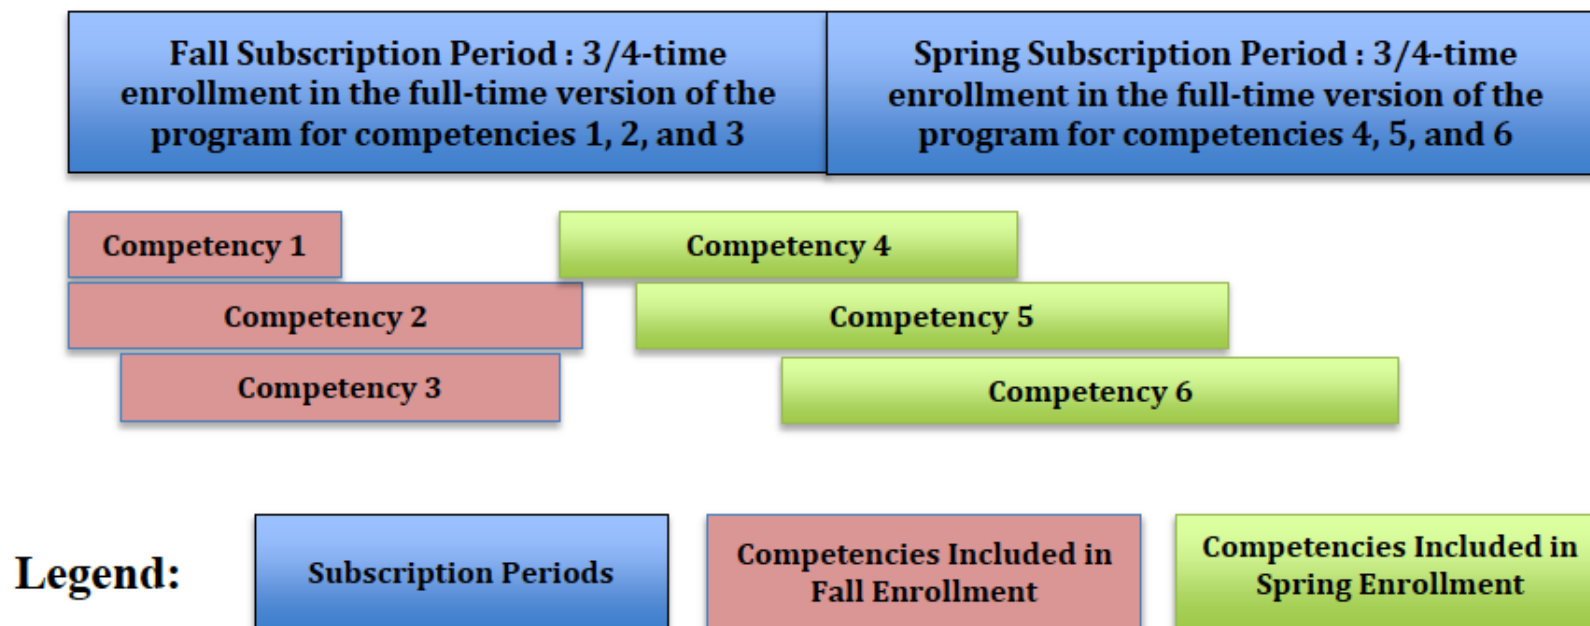 Fall Subscription Period : 3/4-time
enrollment in the full-time version of the
program for competencies 1, 2, and 3
Spring Subscription Period : 3/4-time
enrollment in the full-time version of the
program for competencies 4, 5, and 6
Competency 1
Competency 4
Competency 2
Competency 5
Competency 3
Competency 6
Legend:
Subscription Periods
Competencies Included in
Fall Enrollment
Competencies Included in
Spring Enrollment